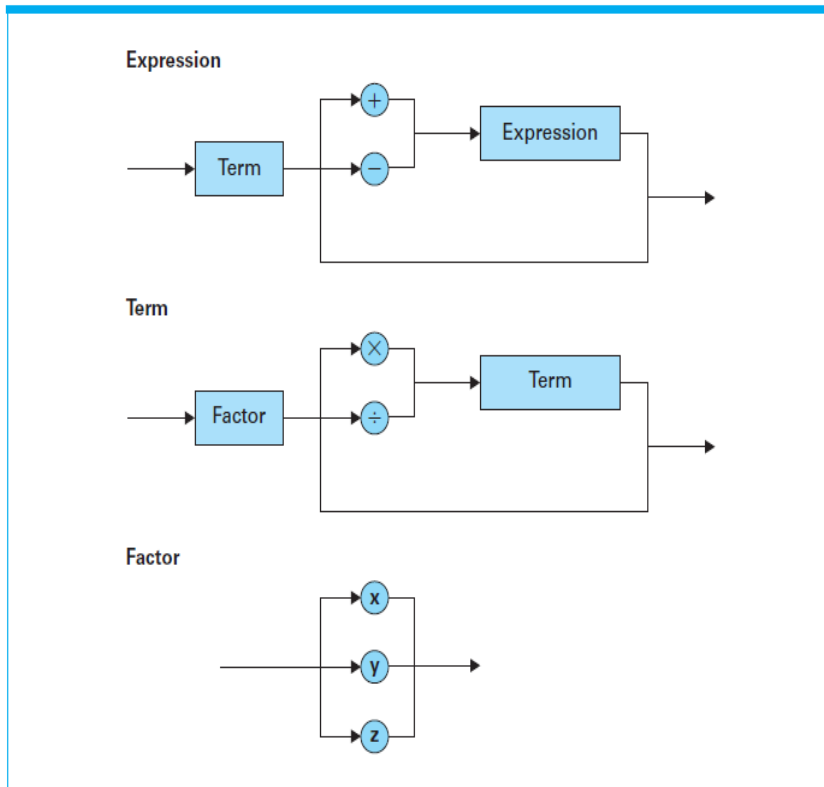 Expression
+
Expression
Term
−
Term
×
Term
Factor
÷
Factor
x
y
z